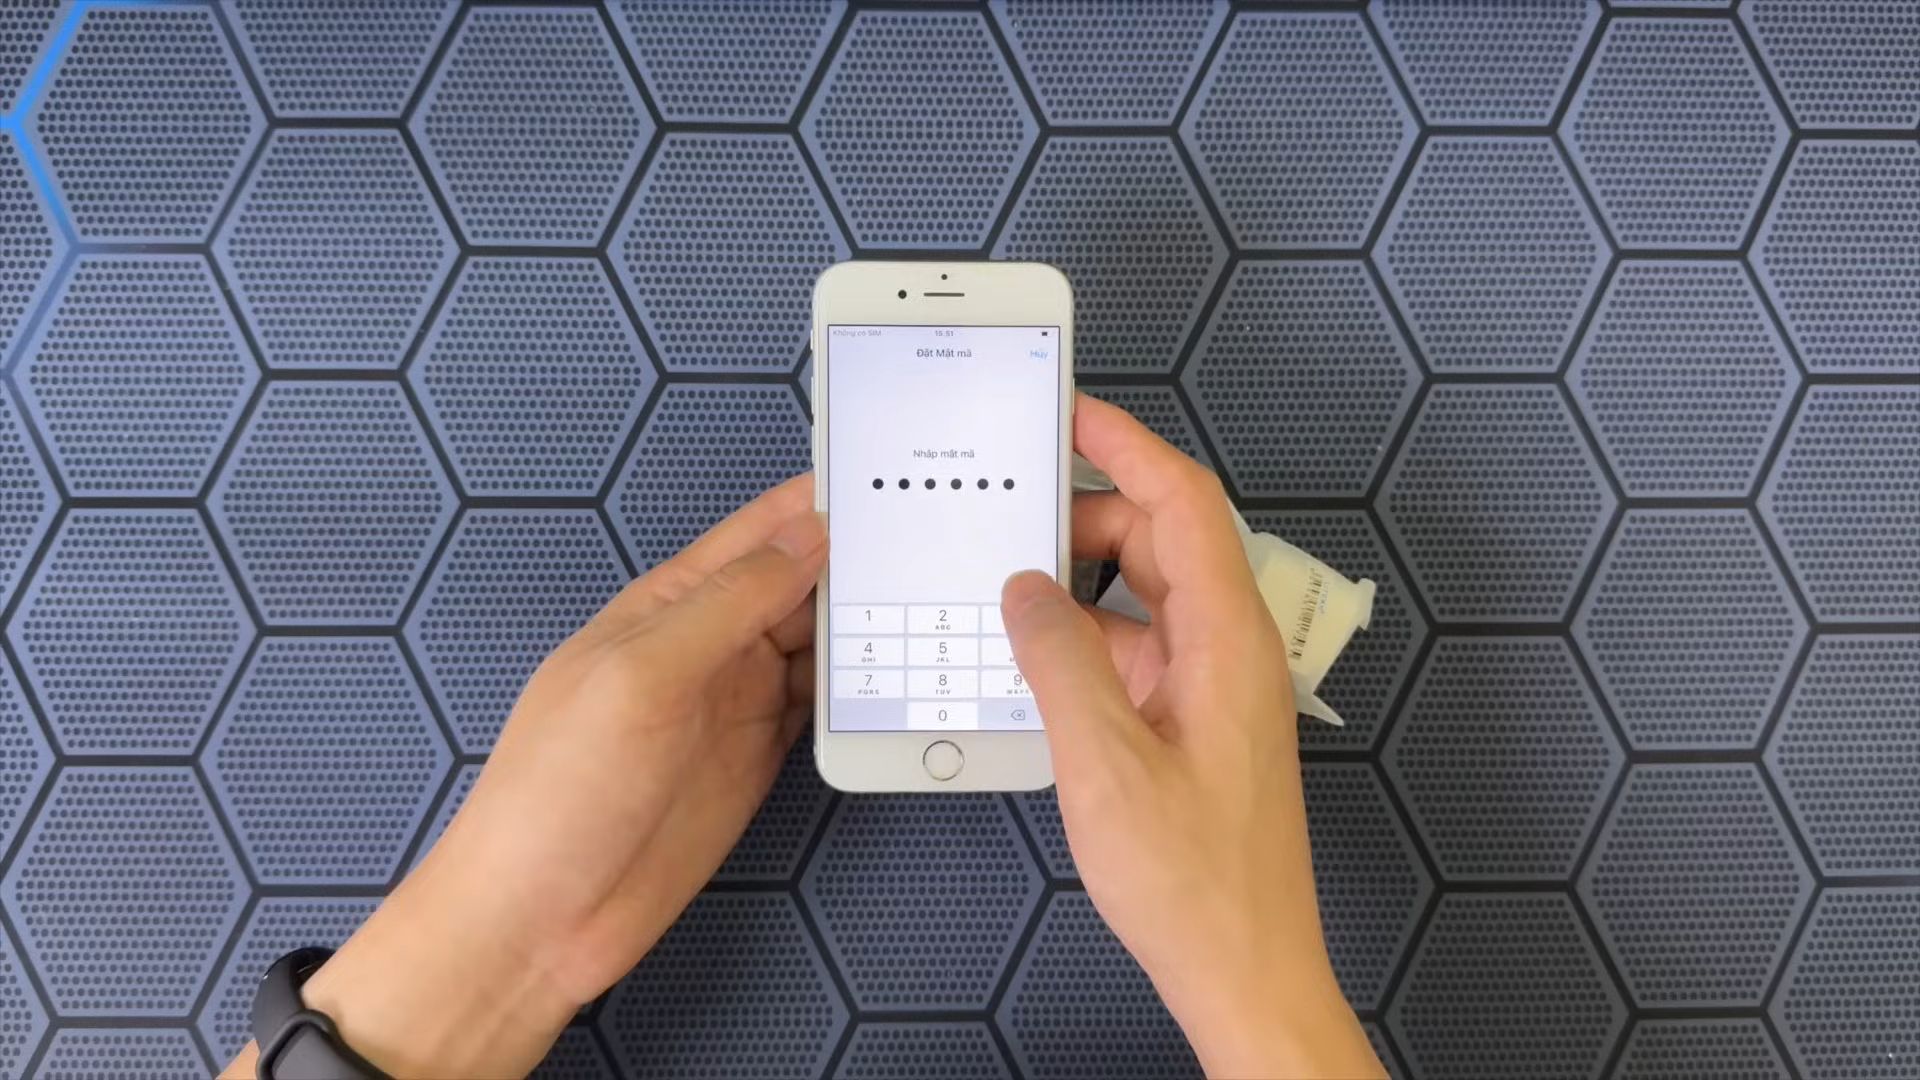 Không có SIM 15:51
Đặt Mật mã Hủy
Nhập mật mã
1 2 ABC
4 GHI 5 JKL
7 PQRS 8 TUV 9 WXYZ
0